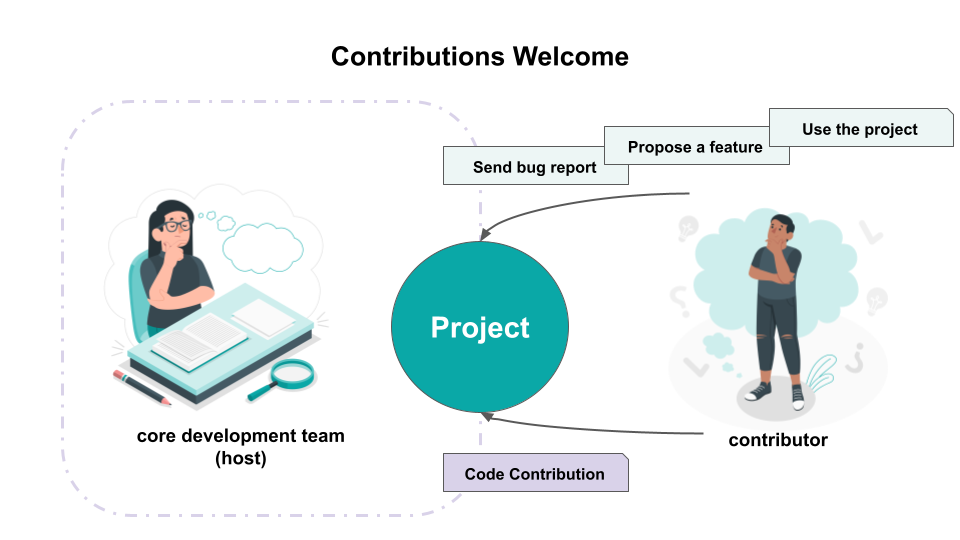 Contributions Welcome
Use the project
Propose a feature
Send bug report
Project
core development team
(host)
contributor
Code Contribution